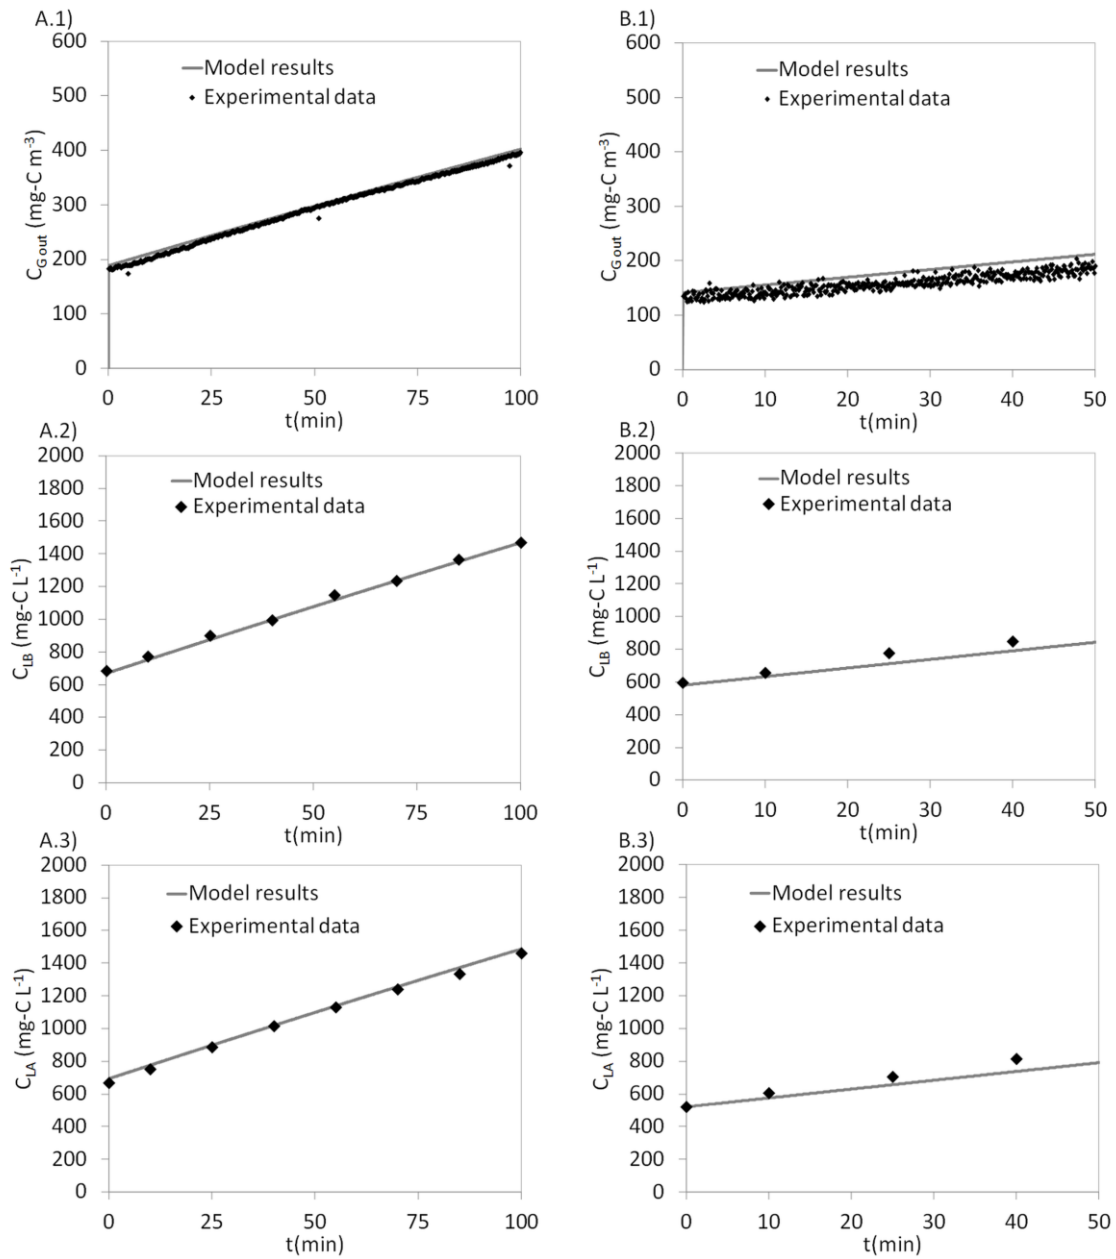 A.1)
600
500
400
300
200
100
0
C_G out (mg-C m⁻³)
Model results
Experimental data
0 25 50 75 100
t(min)
B.1)
600
500
400
300
200
100
0
C_G out (mg-C m⁻³)
Model results
Experimental data
0 10 20 30 40 50
t(min)
A.2)
2000
1800
1600
1400
1200
1000
800
600
400
200
0
C_LB (mg-C L⁻¹)
Model results
Experimental data
0 25 50 75 100
t(min)
B.2)
2000
1800
1600
1400
1200
1000
800
600
400
200
0
C_LB (mg-C L⁻¹)
Model results
Experimental data
0 10 20 30 40 50
t(min)
A.3)
2000
1800
1600
1400
1200
1000
800
600
400
200
0
C_LA (mg-C L⁻¹)
Model results
Experimental data
0 25 50 75 100
t(min)
B.3)
2000
1800
1600
1400
1200
1000
800
600
400
200
0
C_LA (mg-C L⁻¹)
Model results
Experimental data
0 10 20 30 40 50
t(min)